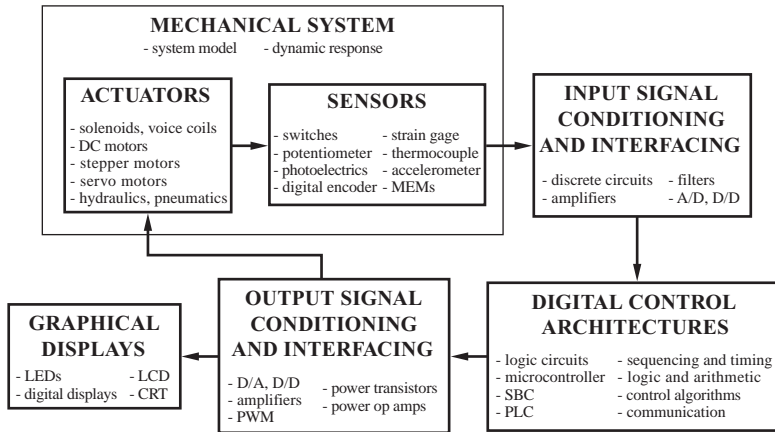 MECHANICAL SYSTEM
- system model - dynamic response
ACTUATORS
- solenoids, voice coils
- DC motors
- stepper motors
- servo motors
- hydraulics, pneumatics
SENSORS
- switches - strain gage
- potentiometer - thermocouple
- photoelectrics - accelerometer
- digital encoder - MEMs
INPUT SIGNAL
CONDITIONING
AND INTERFACING
- discrete circuits - filters
- amplifiers - A/D, D/D
GRAPHICAL
DISPLAYS
- LEDs - LCD
- digital displays - CRT
OUTPUT SIGNAL
CONDITIONING
AND INTERFACING
- D/A, D/D - power transistors
- amplifiers - power op amps
- PWM
DIGITAL CONTROL
ARCHITECTURES
- logic circuits - sequencing and timing
- microcontroller - logic and arithmetic
- SBC - control algorithms
- PLC - communication